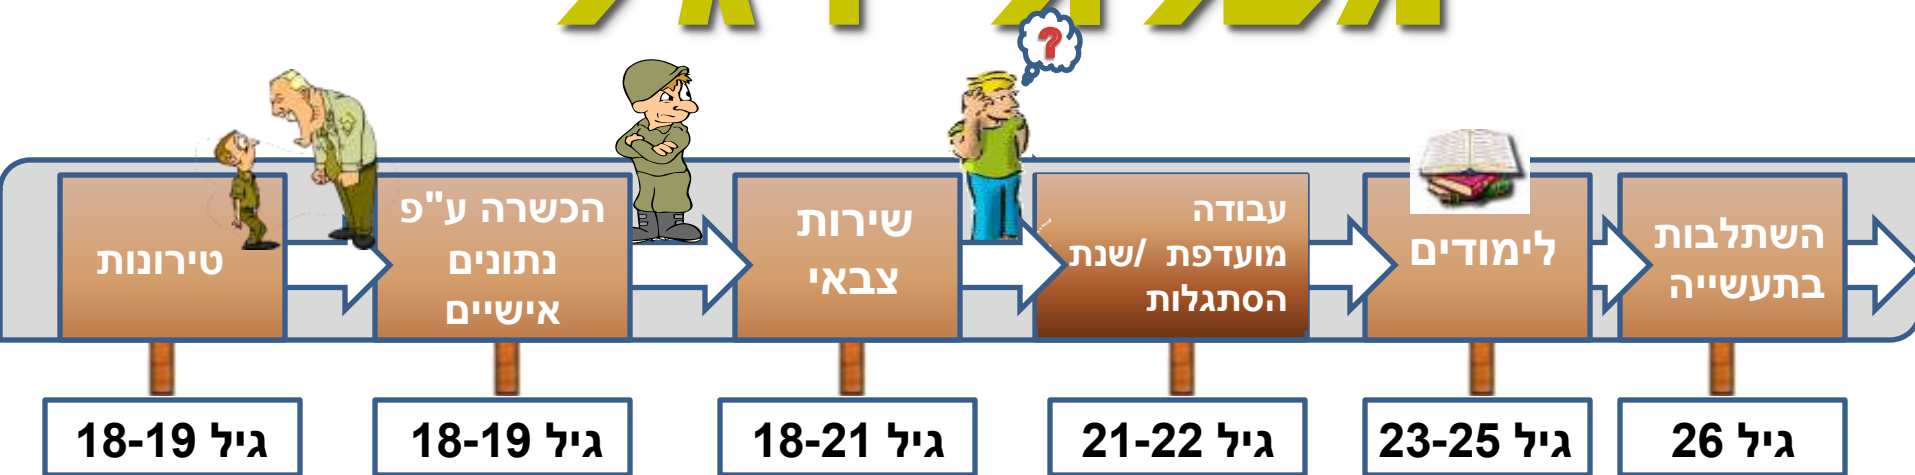 ?
טירונות
הכשרה ע"פ
נתונים
אישיים
שירות
צבאי
עבודה
מועדפת /שנת
הסתגלות
לימודים
השתלבות
בתעשייה
גיל 18-19
גיל 18-19
גיל 18-21
גיל 21-22
גיל 23-25
גיל 26